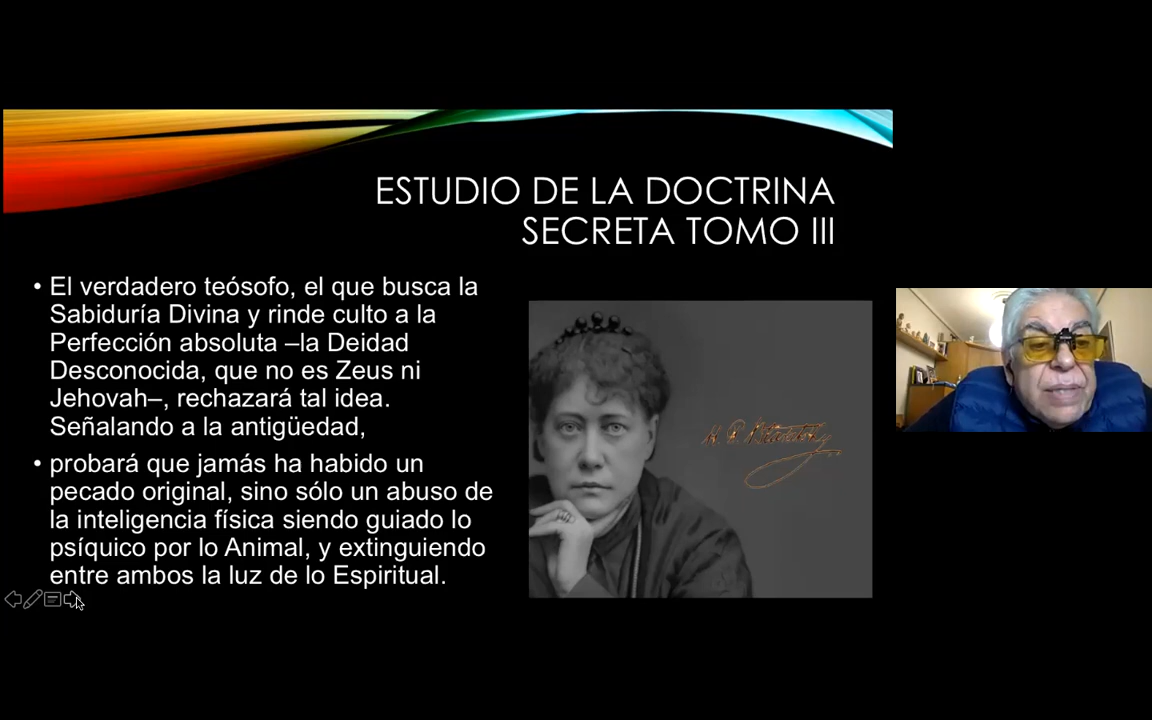 ESTUDIO DE LA DOCTRINA
SECRETA TOMO III
• El verdadero teósofo, el que busca la
Sabiduría Divina y rinde culto a la
Perfección absoluta –la Deidad
Desconocida, que no es Zeus ni
Jehovah–, rechazará tal idea.
Señalando a la antigüedad,
• probará que jamás ha habido un
pecado original, sino sólo un abuso de
la inteligencia física siendo guiado lo
psíquico por lo Animal, y extinguiendo
entre ambos la luz de lo Espiritual.